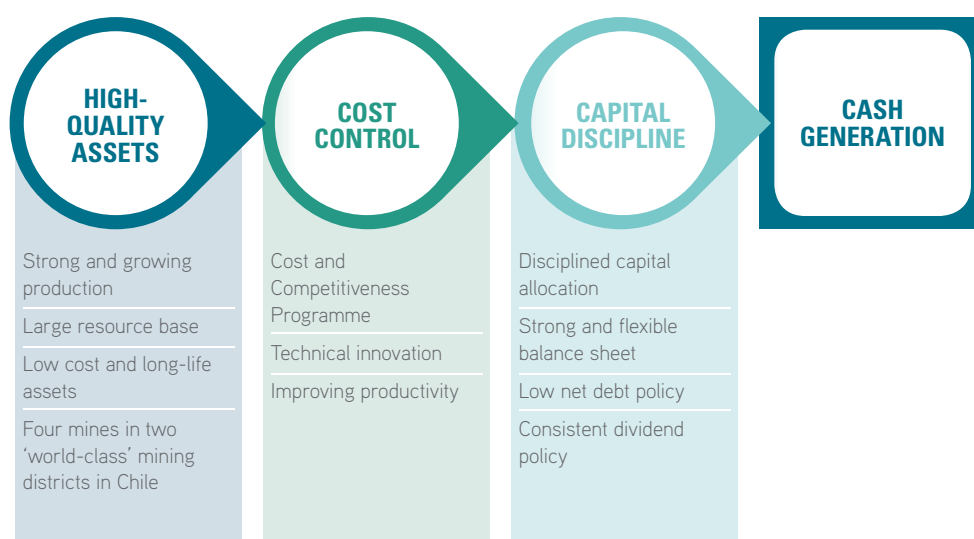 HIGH-
QUALITY
ASSETS
Strong and growing
production
Large resource base
Low cost and long-life
assets
Four mines in two
‘world-class’ mining
districts in Chile
COST
CONTROL
Cost and
Competitiveness
Programme
Technical innovation
Improving productivity
CAPITAL
DISCIPLINE
Disciplined capital
allocation
Strong and flexible
balance sheet
Low net debt policy
Consistent dividend
policy
CASH
GENERATION